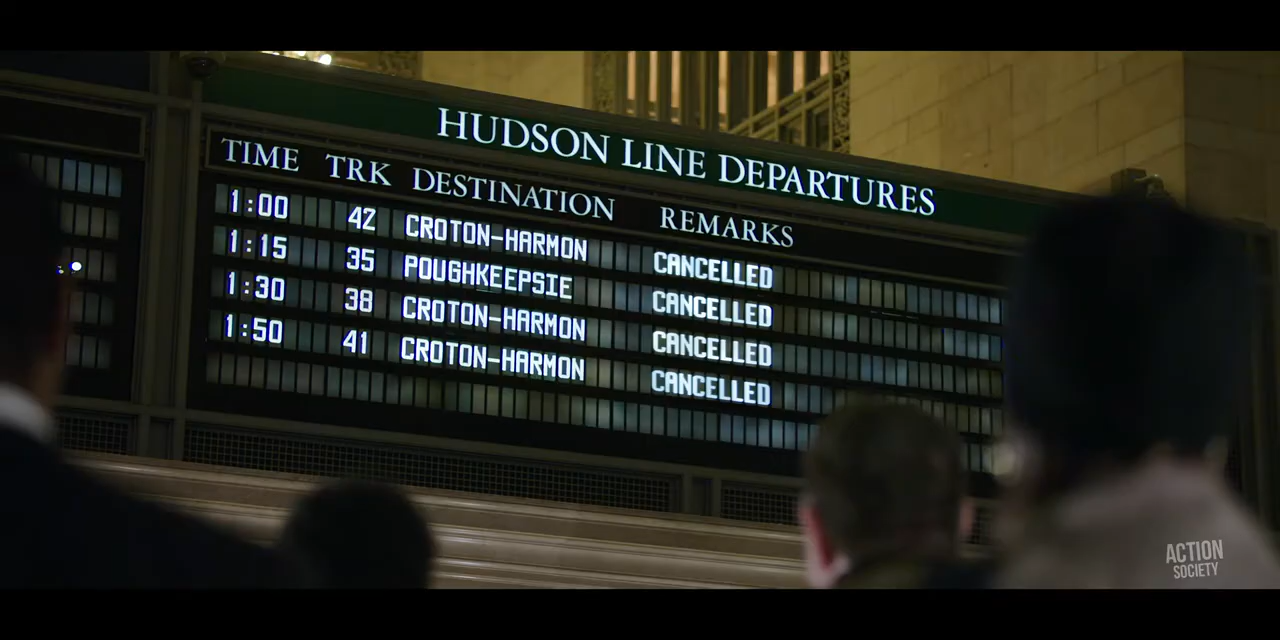 HUDSON LINE DEPARTURES
TIME TRK DESTINATION REMARKS
1:00 42 CROTON-HARMON CANCELLED
1:15 35 POUGHKEEPSIE CANCELLED
1:30 38 CROTON-HARMON CANCELLED
1:50 41 CROTON-HARMON CANCELLED
ACTION
SOCIETY